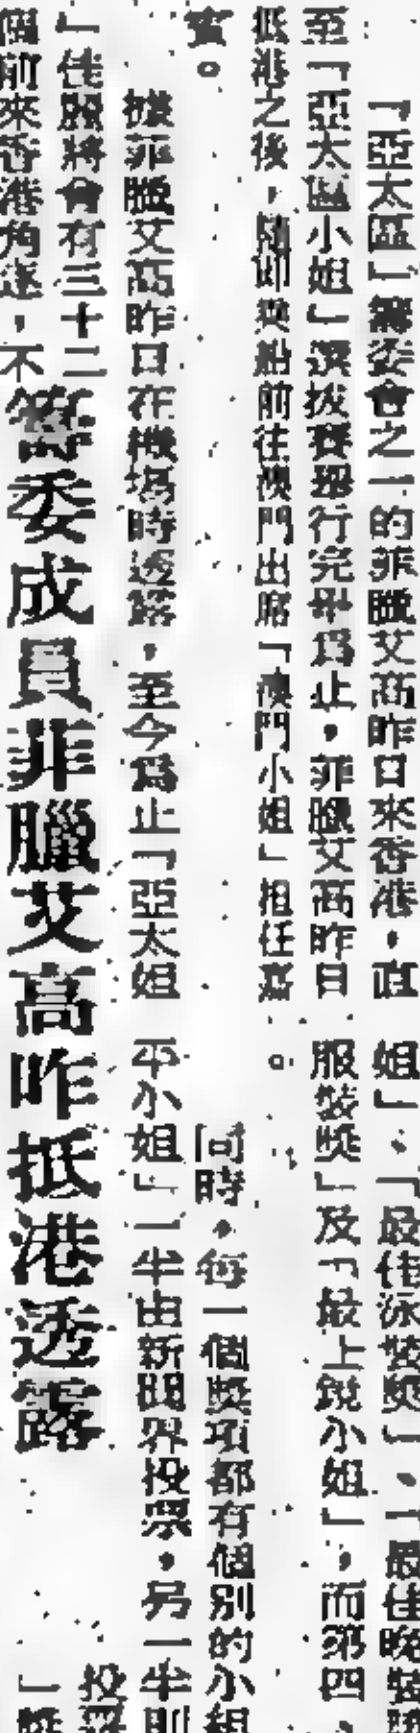 「亞太區」籌委會之一的菲臘艾高昨日來香港,直
至「亞太區小姐」選拔賽舉行完畢爲止,菲臘艾高昨日
抵港之後,隨即乘船前往澳門出席「澳門小姐」担任嘉
賓。
據菲臘艾高昨日在機塲時透露,至今爲止「亞太姐
」佳麗將會有三十二
個前來香港角逐,不
籌委成員菲臘艾高昨抵港透露
姐」、「最佳泳裝獎」、「最佳晚裝
服裝獎」及「最上鏡小姐」,而第四
。
同時,每一個獎項都有個別的小組
平小姐」一半由新聞界投票,另一半則
投選
」